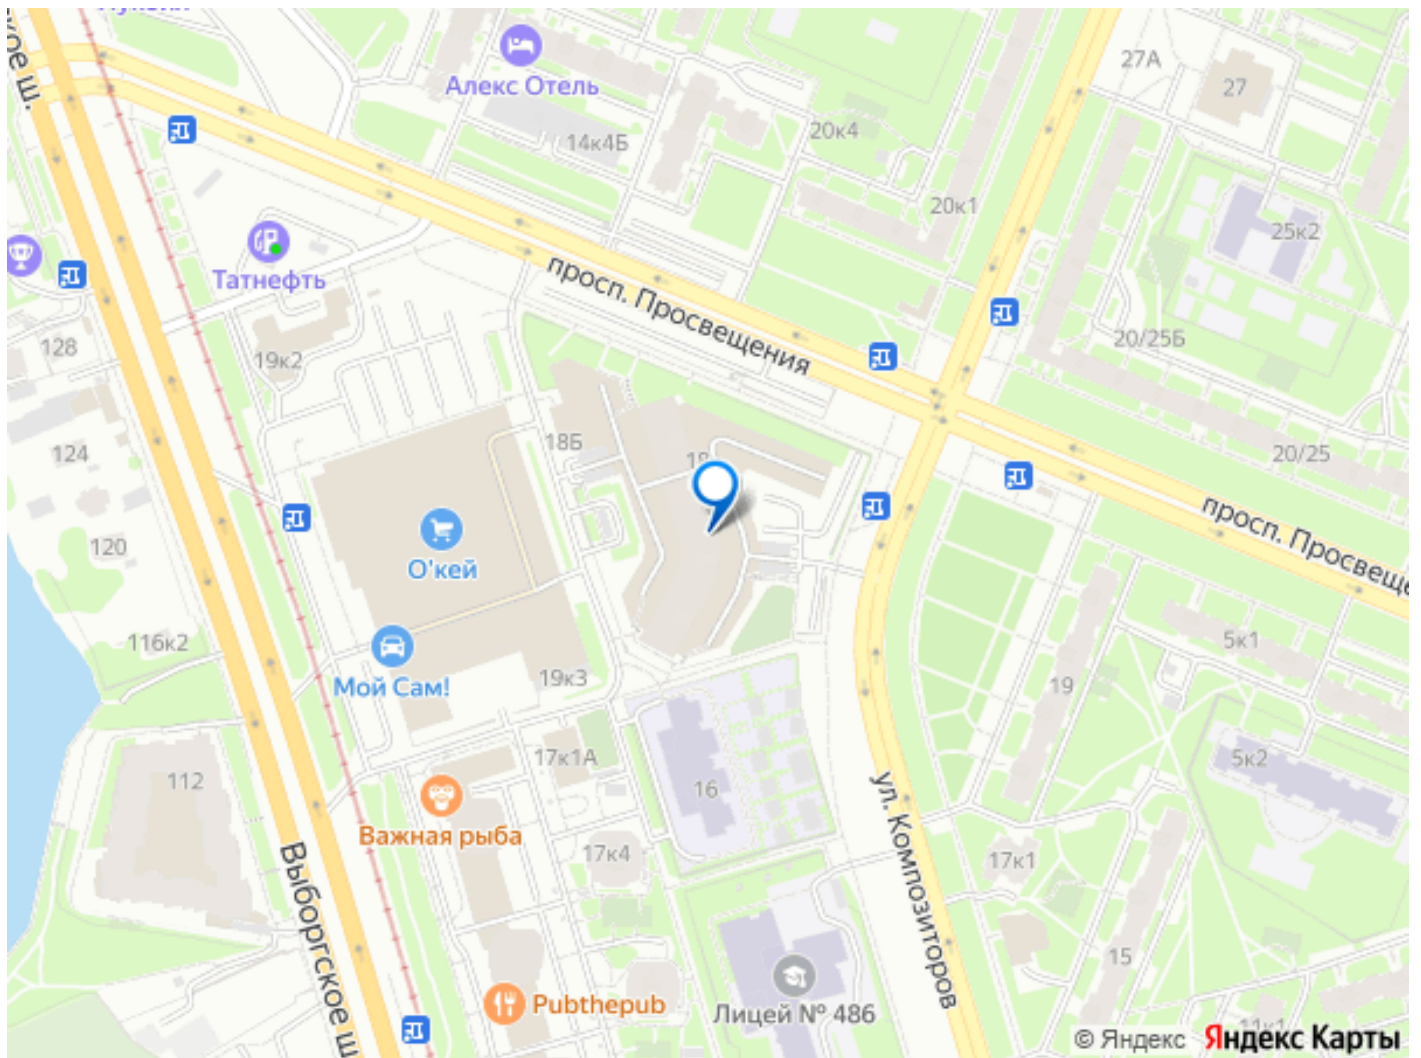 кое ш.
Алекс Отель
14к4Б
20к4
27А
27
20к1
25к2
Татнефть
просп. Просвещения
128
19к2
20/25Б
124
18Б
20/25
120
О'кей
просп. Просвеще
116к2
Мой Сам!
19к3
5к1
19
112
17к1А
16
5к2
Важная рыба
17к4
ул. Композиторов
17к1
Выборгское ш
15
Pubthepub
Лицей № 486
© Яндекс Яндекс Карты